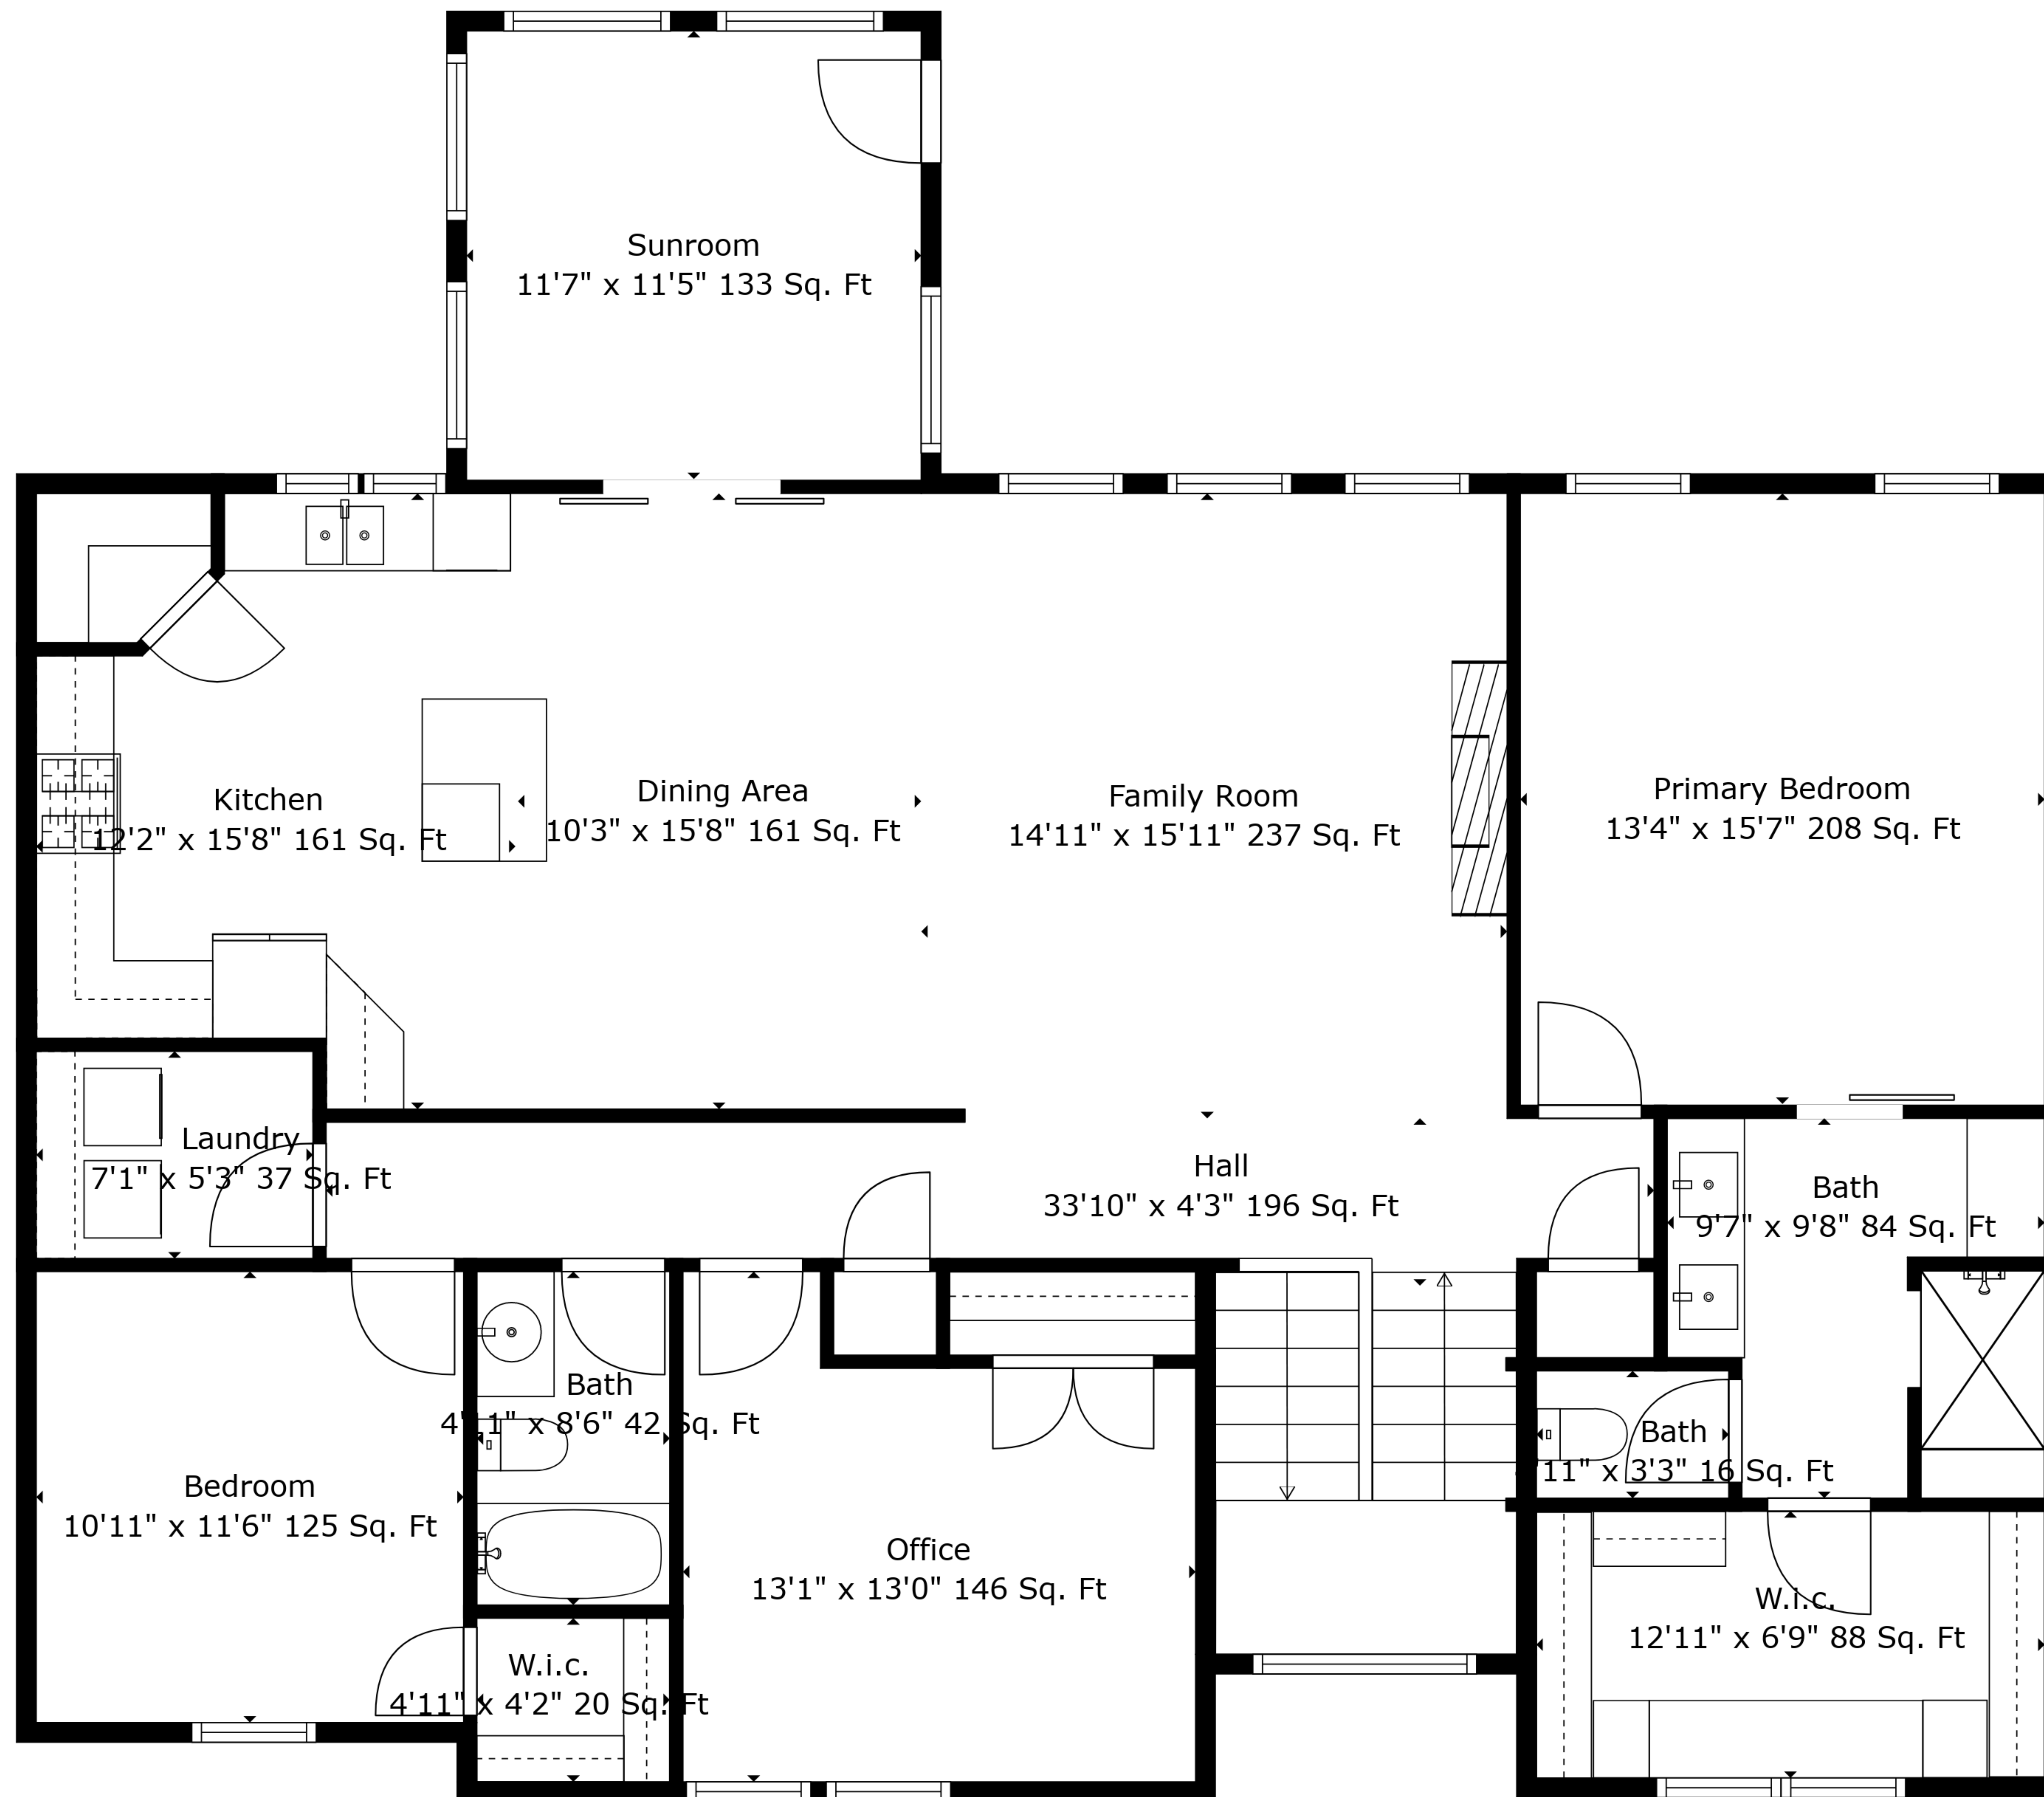 Sunroom
11'7" x 11'5" 133 Sq. Ft
Kitchen
12'2" x 15'8" 161 Sq. Ft
Dining Area
10'3" x 15'8" 161 Sq. Ft
Family Room
14'11" x 15'11" 237 Sq. Ft
Primary Bedroom
13'4" x 15'7" 208 Sq. Ft
Laundry
7'1" x 5'3" 37 Sq. Ft
Hall
33'10" x 4'3" 196 Sq. Ft
Bath
9'7" x 9'8" 84 Sq. Ft
Bath
4'11" x 8'6" 42 Sq. Ft
Bath
11" x 3'3" 16 Sq. Ft
Bedroom
10'11" x 11'6" 125 Sq. Ft
Office
13'1" x 13'0" 146 Sq. Ft
W.i.c.
12'11" x 6'9" 88 Sq. Ft
W.i.c.
4'11" x 4'2" 20 Sq. Ft